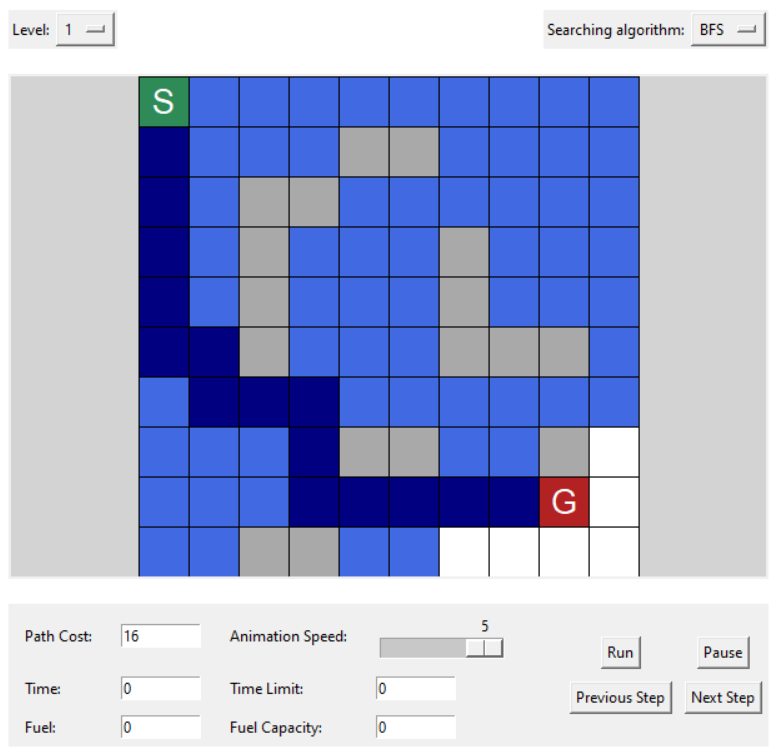 Level: 1 Searching algorithm: BFS
S
G
5
Path Cost: 16 Animation Speed:
Run Pause
Time: 0 Time Limit: 0
Previous Step Next Step
Fuel: 0 Fuel Capacity: 0